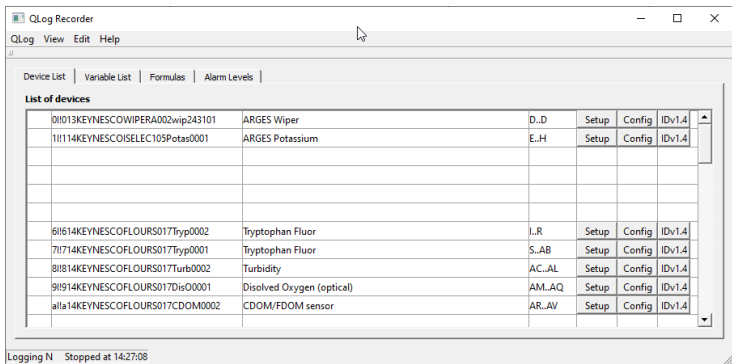 QLog Recorder
QLog View Edit Help
Device List Variable List Formulas Alarm Levels
List of devices
0!!013KEYNESCOWIPERA002wip243101 ARGES Wiper D..D Setup Config IDv1.4
1!!114KEYNESCOISELEC105Potas0001 ARGES Potassium E..H Setup Config IDv1.4
6!!614KEYNESCOFLOURS017Tryp0002 Tryptophan Fluor I..R Setup Config IDv1.4
7!!714KEYNESCOFLOURS017Tryp0001 Tryptophan Fluor S..AB Setup Config IDv1.4
8!!814KEYNESCOFLOURS017Turb0002 Turbidity AC..AL Setup Config IDv1.4
9!!914KEYNESCOFLOURS017DisO0001 Disolved Oxygen (optical) AM..AQ Setup Config IDv1.4
a!!a14KEYNESCOFLOURS017CDOM0002 CDOM/FDOM sensor AR..AV Setup Config IDv1.4
Logging N Stopped at 14:27:08